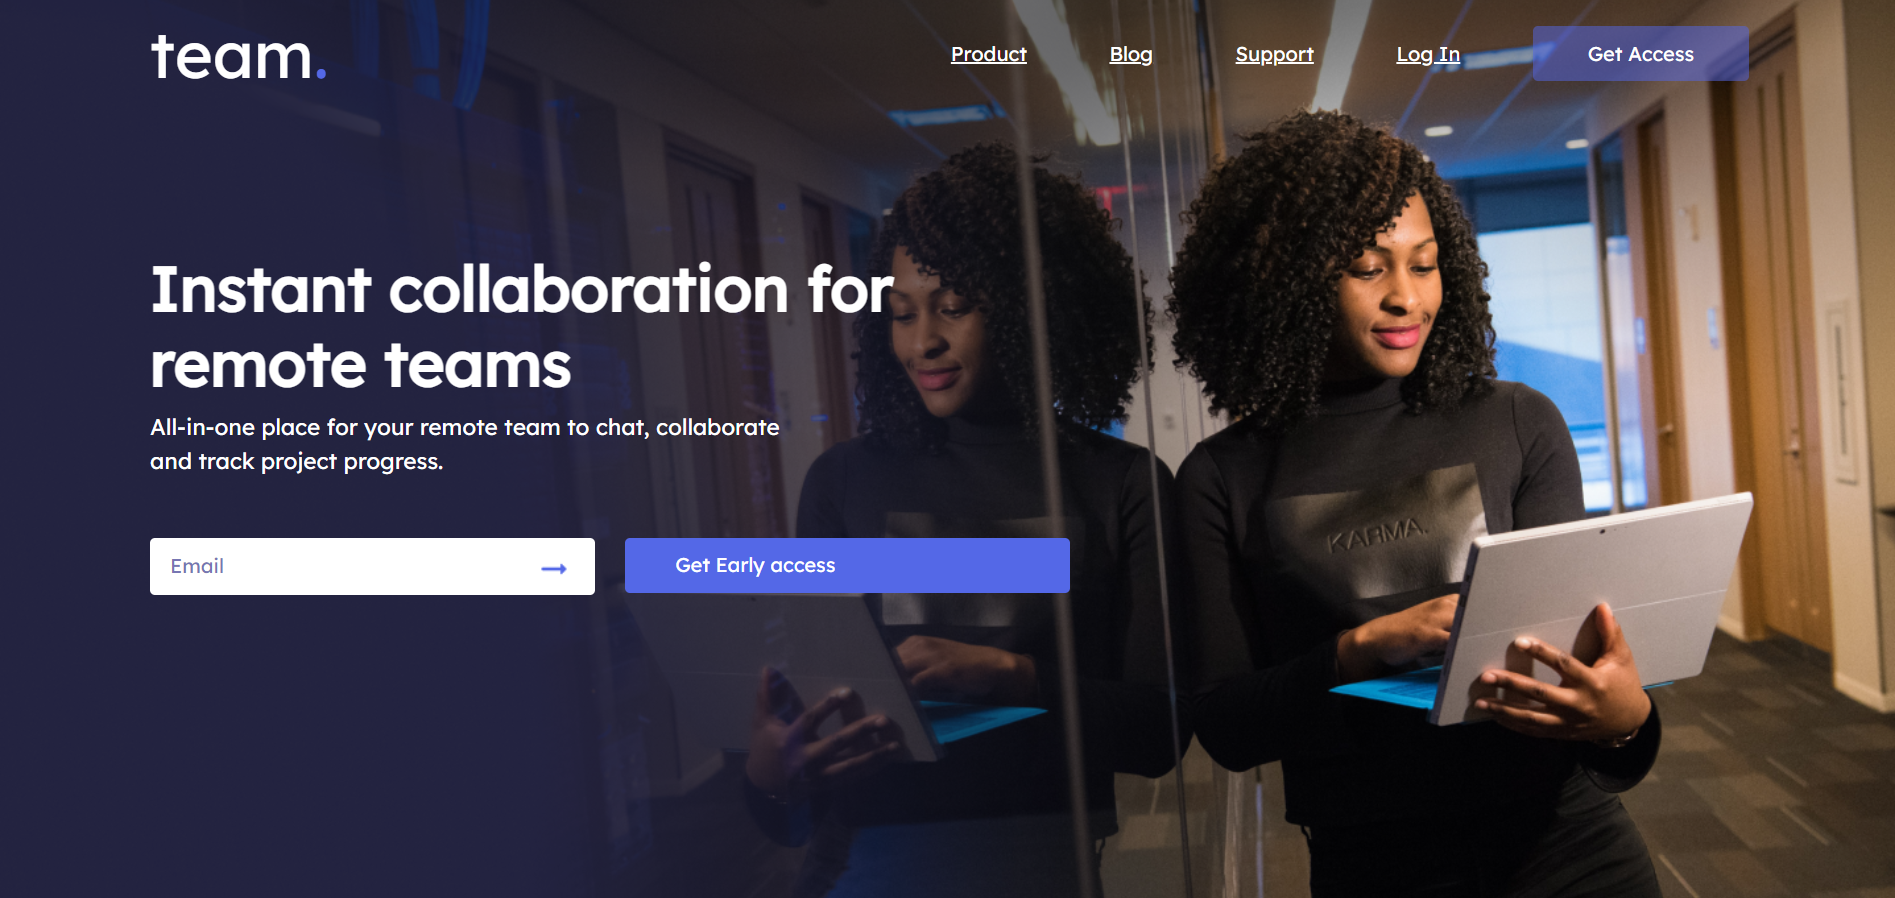 team.
Product
Blog
Support
Log In
Get Access
Instant collaboration for
remote teams
All-in-one place for your remote team to chat, collaborate
and track project progress.
Email
Get Early access
KARMA.